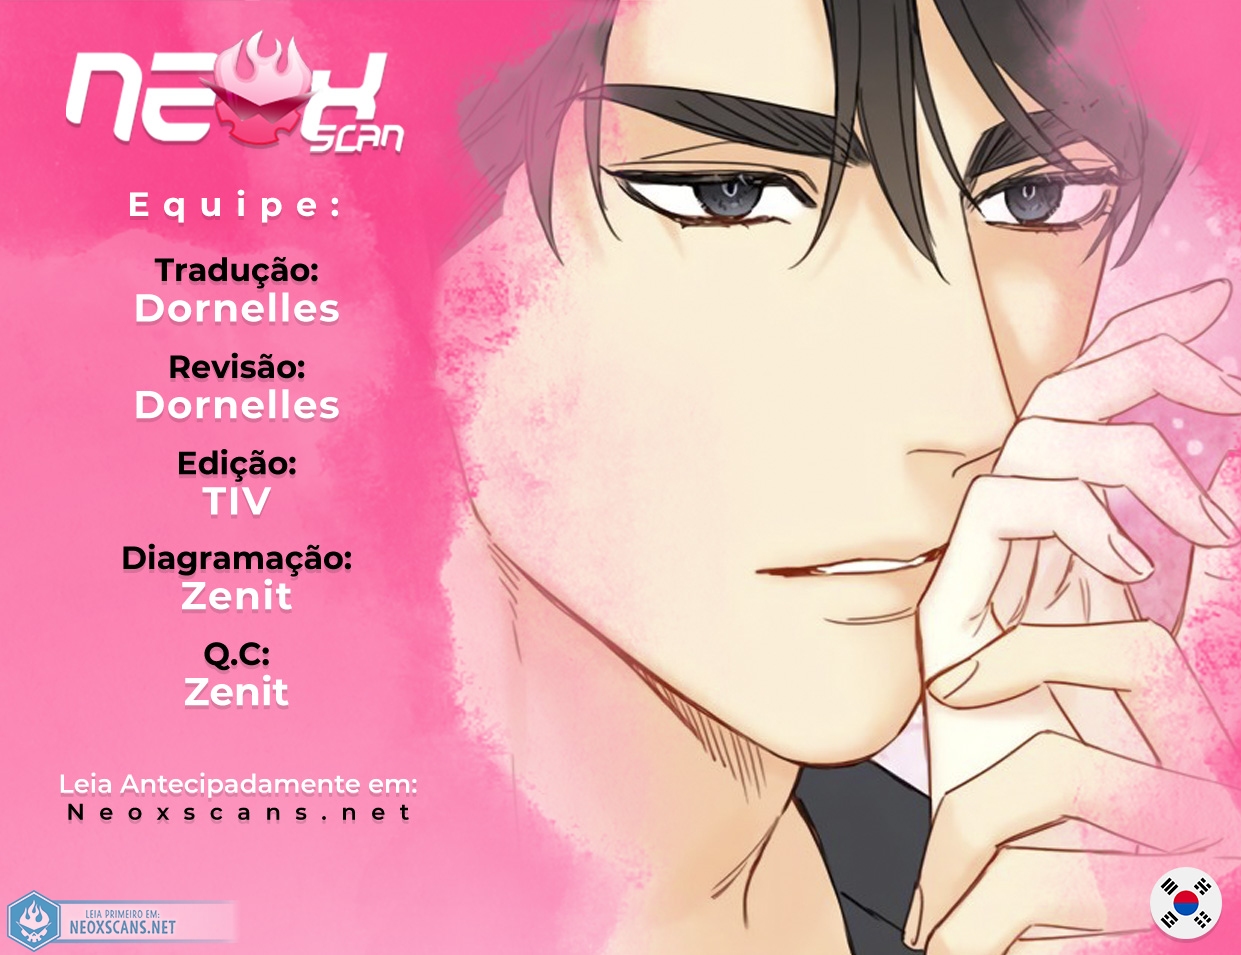 NEOX
SCAN
Equipe:
Tradução:
Dornelles
Revisão:
Dornelles
Edição:
TIV
Diagramação:
Zenit
Q.C:
Zenit
Leia Antecipadamente em:
Neoxscans.net
LEIA PRIMEIRO EM:
NEOXSCANS.NET